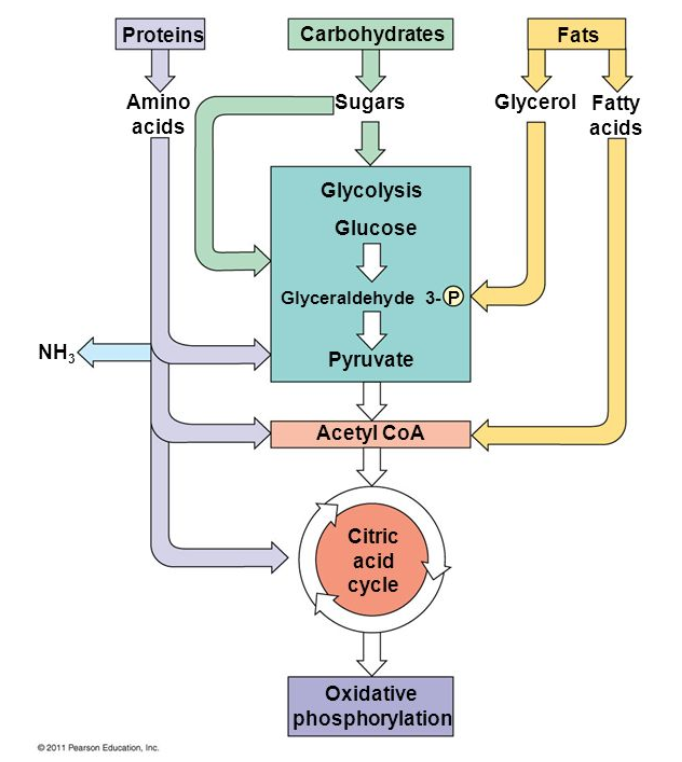 Proteins
Carbohydrates
Fats
Amino
acids
Sugars
Glycerol
Fatty
acids
Glycolysis
Glucose
Glyceraldehyde 3-P
NH3
Pyruvate
Acetyl CoA
Citric
acid
cycle
Oxidative
phosphorylation
© 2011 Pearson Education, Inc.